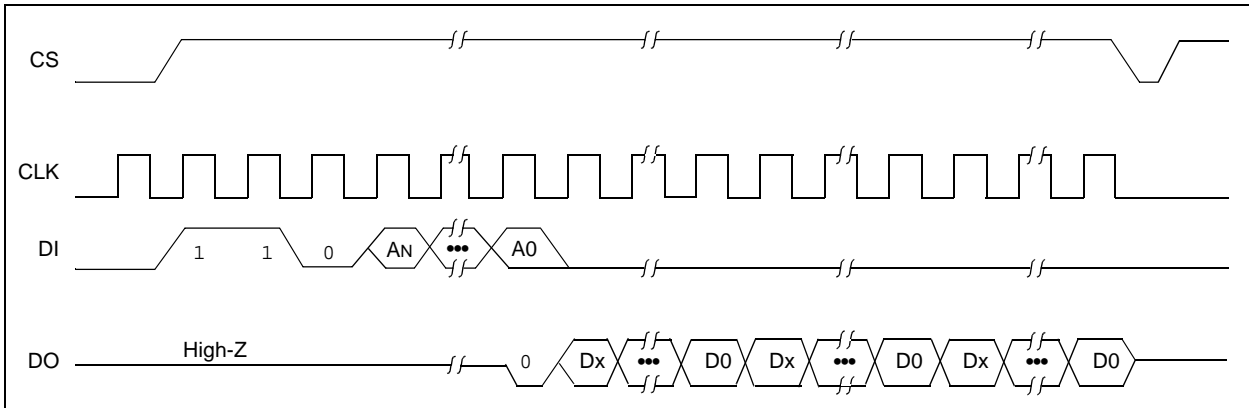 CS
CLK
DI 1 1 0 AN ••• A0
High-Z
DO 0 Dx ••• D0 Dx ••• D0 Dx ••• D0